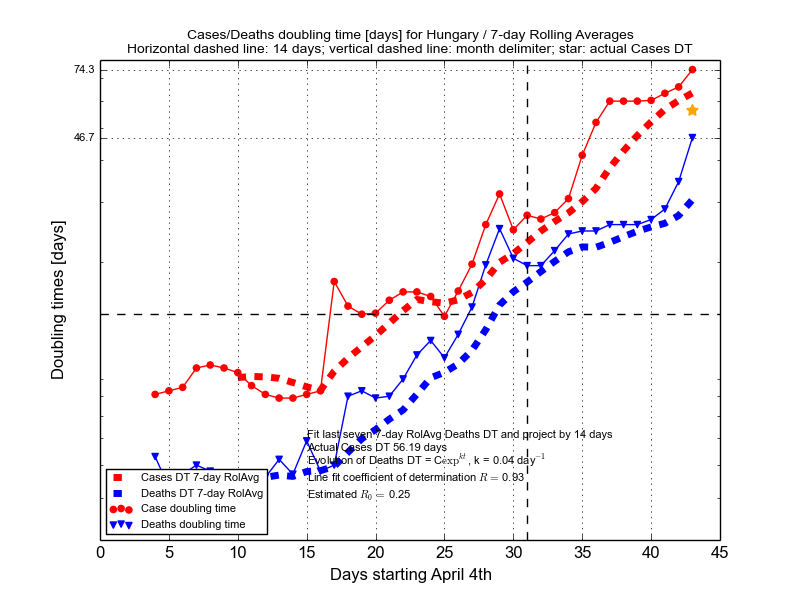 Cases/Deaths doubling time [days] for Hungary / 7-day Rolling Averages
Horizontal dashed line: 14 days; vertical dashed line: month delimiter; star: actual Cases DT
74.3
46.7
Doubling times [days]
Fit last seven 7-day RolAvg Deaths DT and project by 14 days
Actual Cases DT 56.19 days
Evolution of Deaths DT = Cexp^{kt}, k = 0.04 day^{-1}
Line fit coefficient of determination R = 0.93
Estimated R_0 = 0.25
Cases DT 7-day RolAvg
Deaths DT 7-day RolAvg
Case doubling time
Deaths doubling time
0 5 10 15 20 25 30 35 40 45
Days starting April 4th